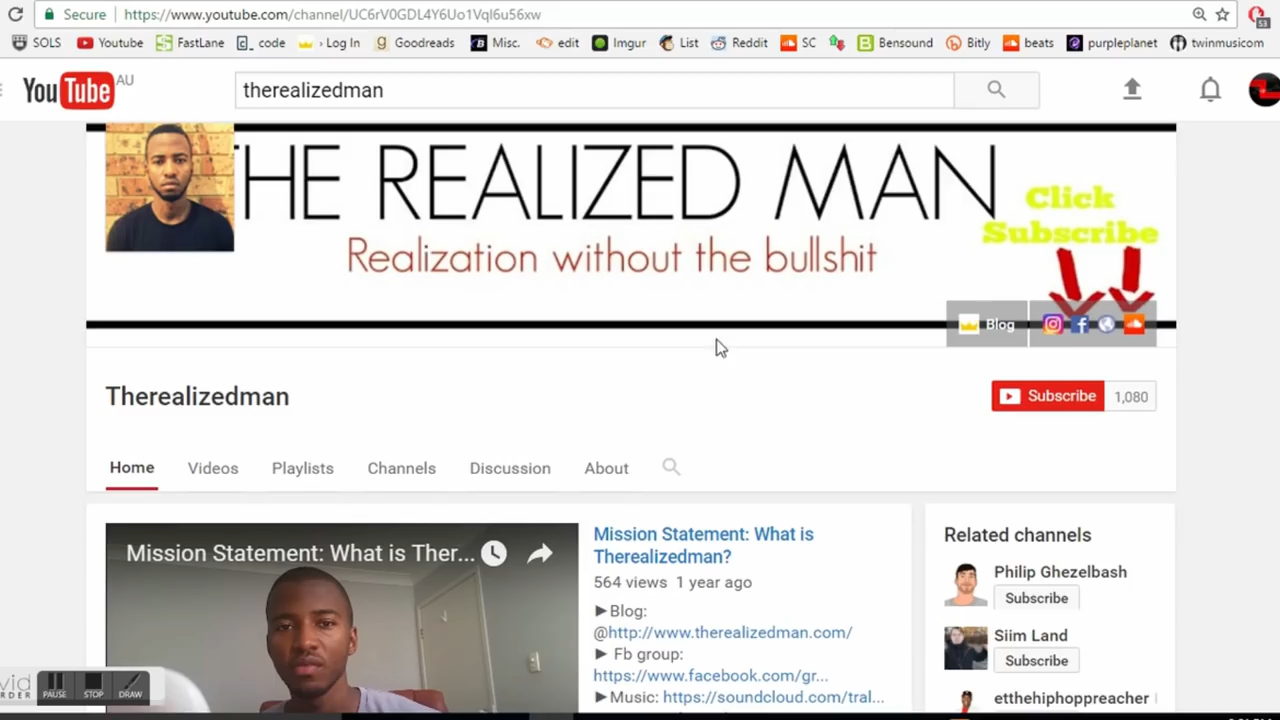 Secure
https://www.youtube.com/channel/UC6rV0GDL4Y6Uo1Vql6u56xw
53
SOLS Youtube FastLane code › Log In Goodreads Misc. edit Imgur List Reddit SC Bensound Bitly beats purpleplanet twinmusicom
YouTube AU
therealizedman
THE REALIZED MAN
Realization without the bullshit
Click
Subscribe
Blog
Therealizedman
Subscribe 1,080
Home Videos Playlists Channels Discussion About
Mission Statement: What is Ther...
Mission Statement: What is
Therealizedman?
564 views 1 year ago
►Blog:
@http://www.therealizedman.com/
► Fb group:
https://www.facebook.com/gr...
►Music: https://soundcloud.com/tral...
Related channels
Philip Ghezelbash
Subscribe
Siim Land
Subscribe
etthehiphoppreacher
PAUSE STOP DRAW